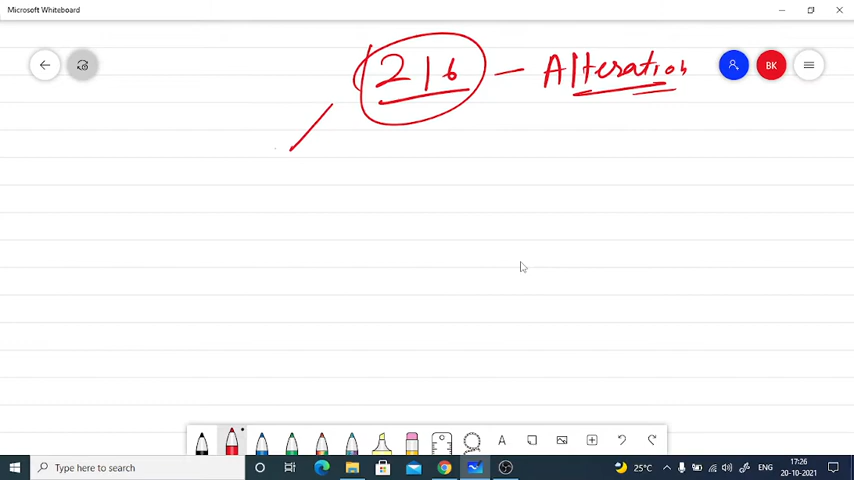 Microsoft Whiteboard
216 — Alteration
BK
A
Type here to search
25°C
ENG
17:26
20-10-2021